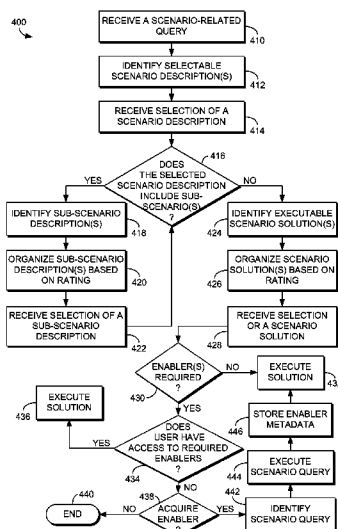 400
RECEIVE A SCENARIO-RELATED
QUERY
410
IDENTIFY SELECTABLE
SCENARIO DESCRIPTION(S)
412
RECEIVE SELECTION OF A
SCENARIO DESCRIPTION
414
DOES
THE SELECTED
SCENARIO DESCRIPTION
INCLUDE SUB-
SCENARIO(S)
?
416
YES
NO
IDENTIFY SUB-SCENARIO
DESCRIPTION(S)
418
IDENTIFY EXECUTABLE
SCENARIO SOLUTION(S)
424
ORGANIZE SUB-SCENARIO
DESCRIPTION(S) BASED
ON RATING
420
ORGANIZE SCENARIO
SOLUTION(S) BASED ON
RATING
426
RECEIVE SELECTION OF A
SUB-SCENARIO
DESCRIPTION
422
RECEIVE SELECTION
OR A SCENARIO
SOLUTION
428
ENABLER(S)
REQUIRED
?
430
NO
YES
EXECUTE
SOLUTION
EXECUTE
SOLUTION
436
STORE ENABLER
METADATA
446
DOES
USER HAVE
ACCESS TO REQUIRED
ENABLERS
?
434
YES
NO
EXECUTE
SCENARIO QUERY
444
440
END
NO
438
ACQUIRE
ENABLER
?
YES
442
IDENTIFY
SCENARIO QUERY